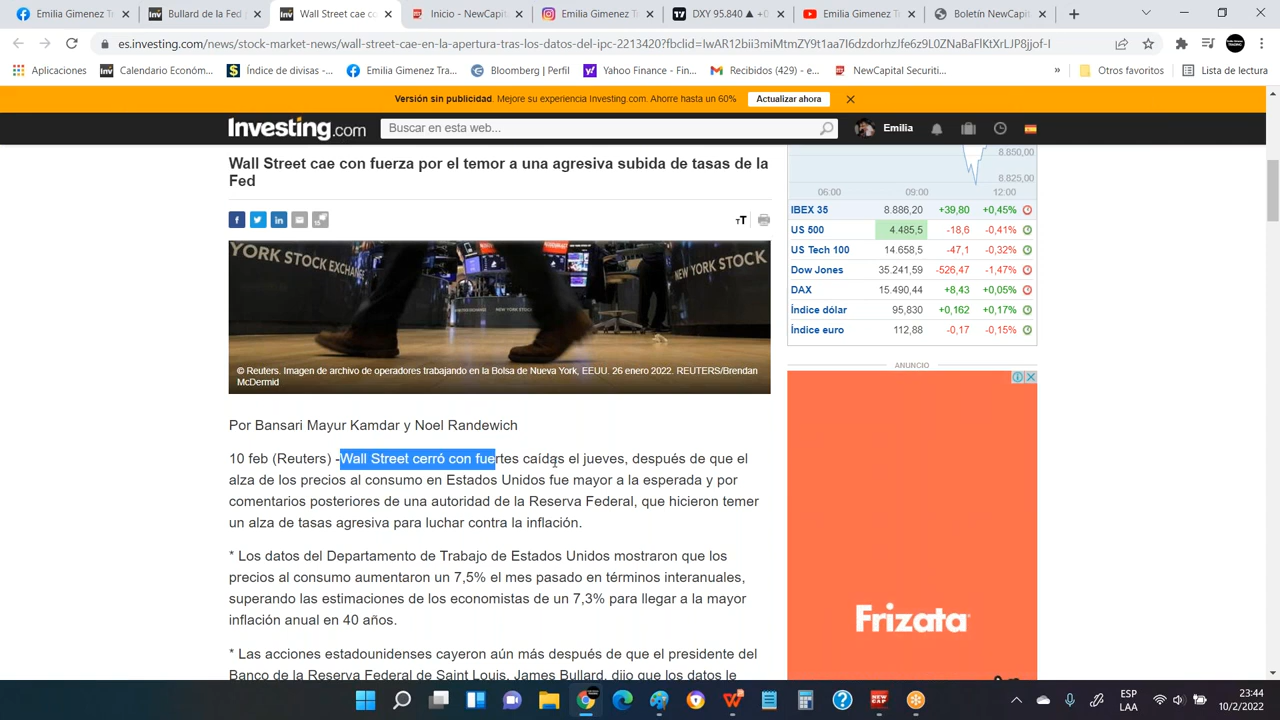 Emilia Gimenez Tr
Bullard de la Fed
Wall Street cae con
Inicio - NewCapita
Emilia Gimenez T
DXY 95.840 ▲ +0
Emilia Gimenez T
Boletín NewCapi
es.investing.com/news/stock-market-news/wall-street-cae-en-la-apertura-tras-los-datos-del-ipc-2213420?fbclid=
Aplicaciones
Calendario Económ...
Índice de divisas -...
Emilia Gimenez Tra...
Bloomberg | Perfil
Yahoo Finance - Fin...
Recibidos (429) - e...
NewCapital Securiti...
»
Otros favoritos
Lista de lectura
Versión sin publicidad. Mejore su experiencia Investing.com. Ahorre hasta un 60%
Actualizar ahora
Investing.com
Buscar en esta web...
Emilia
Wall Street cae con fuerza por el temor a una agresiva subida de tasas de la
Fed
TT
YORK STOCK EXCHAN
NEW YORK STOCK
© Reuters. Imagen de archivo de operadores trabajando en la Bolsa de Nueva York, EEUU. 26 enero 2022. REUTERS/Brendan
McDermid
Por Bansari Mayur Kamdar y Noel Randewich
10 feb (Reuters) -Wall Street cerró con fuertes caídas el jueves, después de que el
alza de los precios al consumo en Estados Unidos fue mayor a la esperada y por
comentarios posteriores de una autoridad de la Reserva Federal, que hicieron temer
un alza de tasas agresiva para luchar contra la inflación.
* Los datos del Departamento de Trabajo de Estados Unidos mostraron que los
precios al consumo aumentaron un 7,5% el mes pasado en términos interanuales,
superando las estimaciones de los economistas de un 7,3% para llegar a la mayor
inflación anual en 40 años.
* Las acciones estadounidenses cayeron aún más después de que el presidente del
Banco de la Reserva Federal de Saint Louis, James Bullard, dijo que los datos le
8.850,00
8.825,00
06:00 09:00 12:00
IBEX 35 8.886,20 +39,80 +0,45%
US 500 4.485,5 -18,6 -0,41%
US Tech 100 14.658,5 -47,1 -0,32%
Dow Jones 35.241,59 -526,47 -1,47%
DAX 15.490,44 +8,43 +0,05%
Índice dólar 95,830 +0,162 +0,17%
Índice euro 112,88 -0,17 -0,15%
ANUNCIO
Frizata
ESP
LAA
23:44
10/2/2022